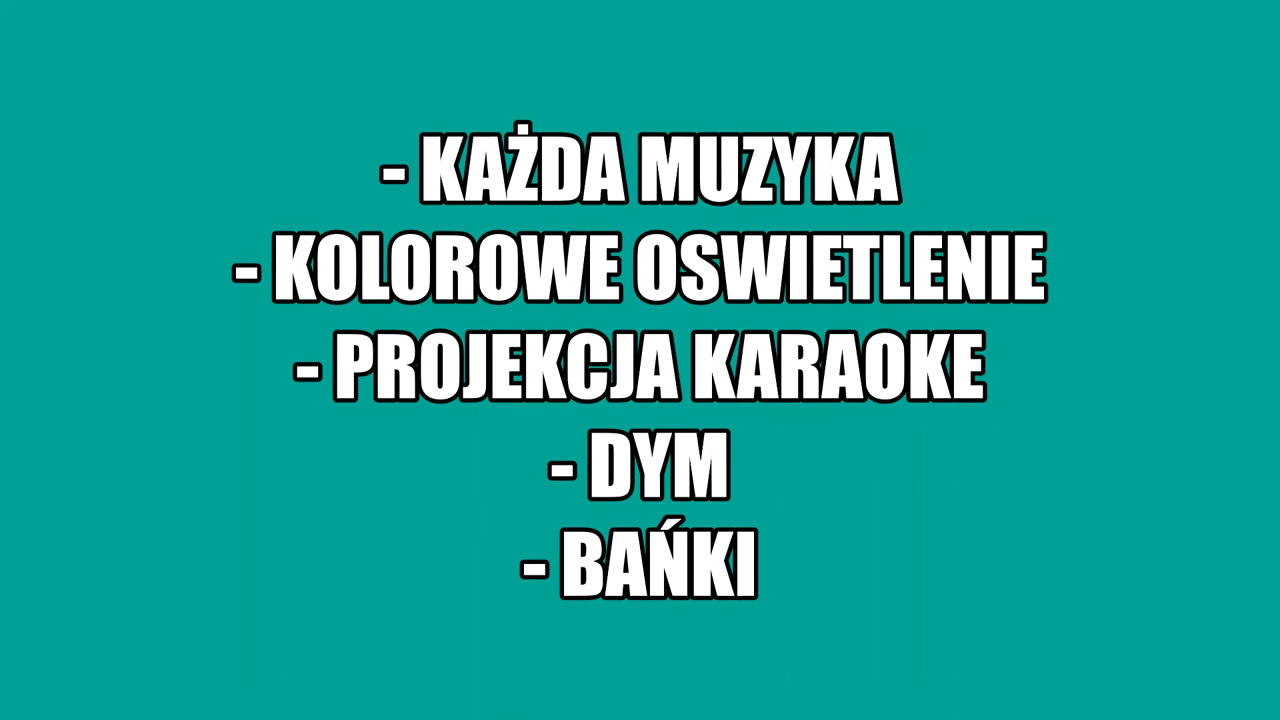 - KAŻDA MUZYKA
- KOLOROWE OSWIETLENIE
- PROJEKCJA KARAOKE
- DYM
- BAŃKI